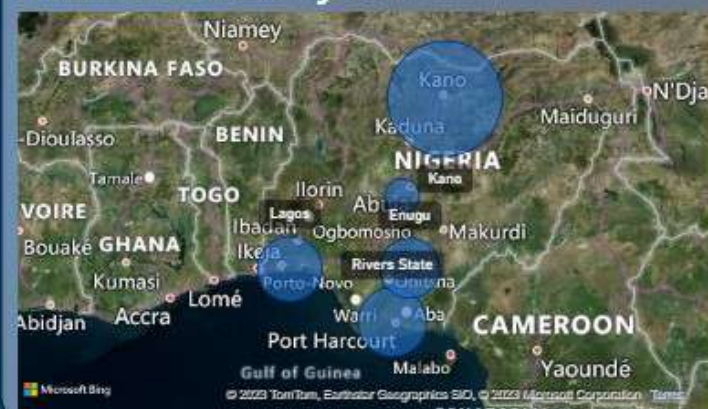 Niamey
BURKINA FASO
Kano
N'Dja
Maiduguri
-Dioulasso
Kaduna
BENIN
NIGERIA
Tamale
Kano
TOGO
Ilorin
Abu
VOIRE
Lagos
Enugu
Ibadan
Ogbomosho
Makurdi
Bouaké
GHANA
Ikeja
Rivers State
Kumasi
Porto-Novo
Onitsha
Lomé
Abidjan
Accra
Warri
Aba
CAMEROON
Port Harcourt
Malabo
Yaoundé
Gulf of Guinea
Microsoft Bing
© 2023 TomTom, Earthstar Geographics SIO, © 2023 Microsoft Corporation Terms